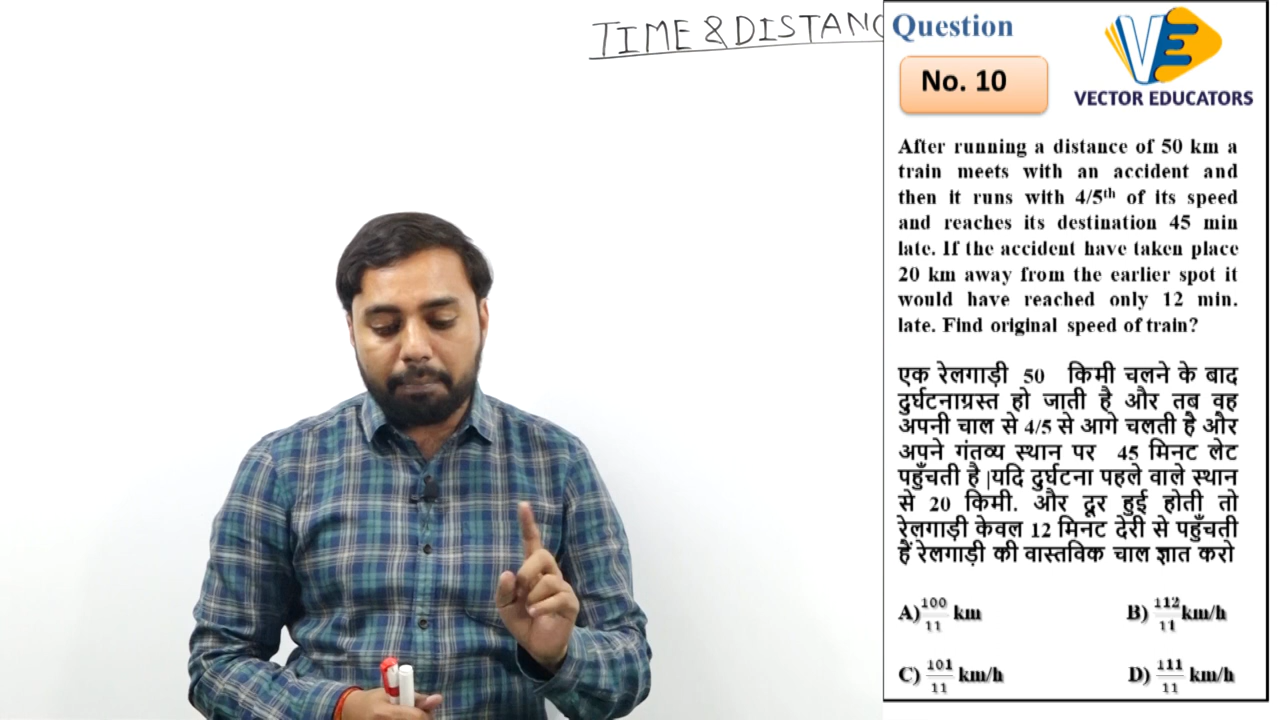 TIME & DISTANC
Question
No. 10
VE
VECTOR EDUCATORS
After running a distance of 50 km a
train meets with an accident and
then it runs with 4/5th of its speed
and reaches its destination 45 min
late. If the accident have taken place
20 km away from the earlier spot it
would have reached only 12 min.
late. Find original speed of train?
एक रेलगाड़ी 50 किमी चलने के बाद
दुर्घटनाग्रस्त हो जाती है और तब वह
अपनी चाल से 4/5 से आगे चलती है और
अपने गंतव्य स्थान पर 45 मिनट लेट
पहुँचती है |यदि दुर्घटना पहले वाले स्थान
से 20 किमी. और दूर हुई होती तो
रेलगाड़ी केवल 12 मिनट देरी से पहुँचती
हैं रेलगाड़ी की वास्तविक चाल ज्ञात करो
A) 100/11 km B) 112/11 km/h
C) 101/11 km/h D) 111/11 km/h